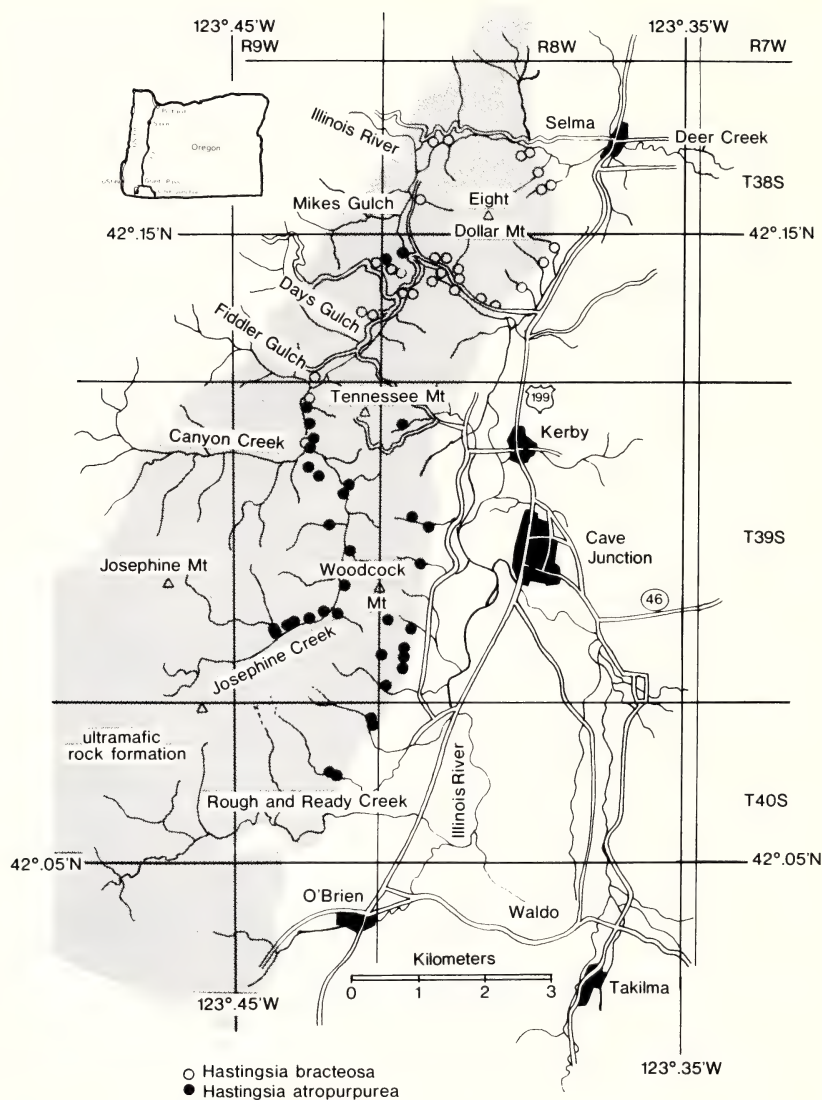 123°.45'W
123°.35'W
R9W
R8W
R7W
Oregon
Illinois River
Selma
Deer Creek
T38S
Mikes Gulch
Eight
Dollar Mt
42°.15'N
42°.15'N
Days Gulch
Fiddler Gulch
Tennessee Mt
199
Kerby
Canyon Creek
Cave
Junction
T39S
Josephine Mt
Woodcock
Mt
46
Josephine Creek
ultramafic
rock formation
Illinois River
Rough and Ready Creek
T40S
42°.05'N
42°.05'N
O'Brien
Waldo
Kilometers
0 1 2 3
Takilma
123°.45'W
123°.35'W
Hastingsia bracteosa
Hastingsia atropurpurea